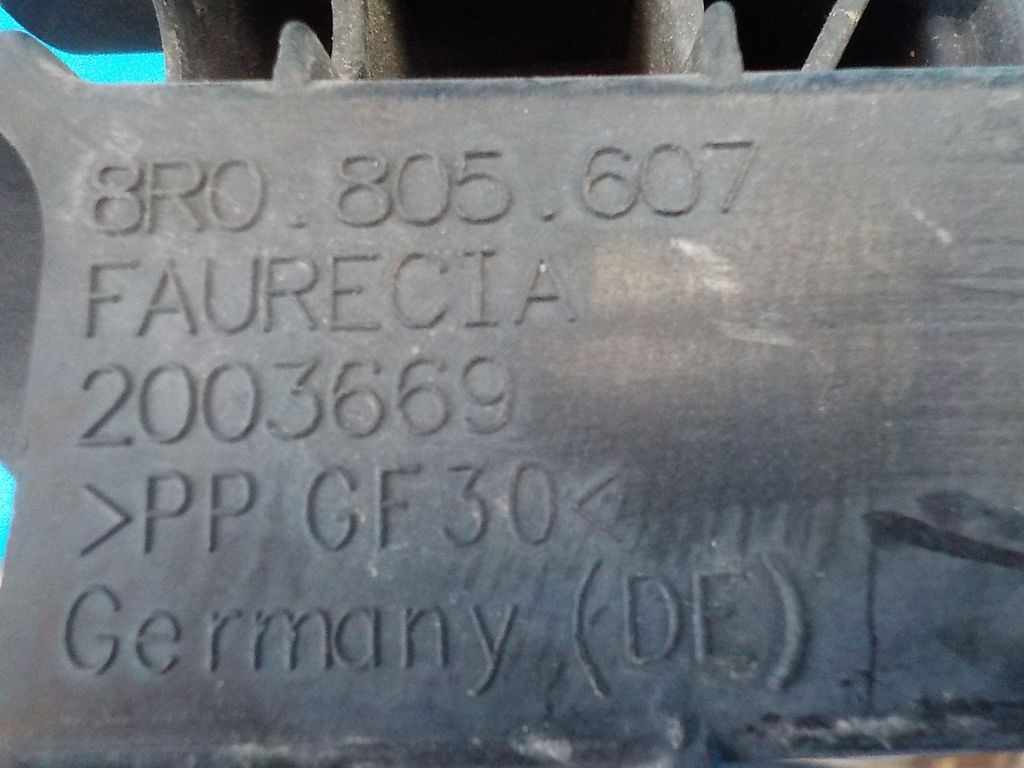 8R0.805.607
FAURECIA
2003669
>PP GF30<
Germany (DE)